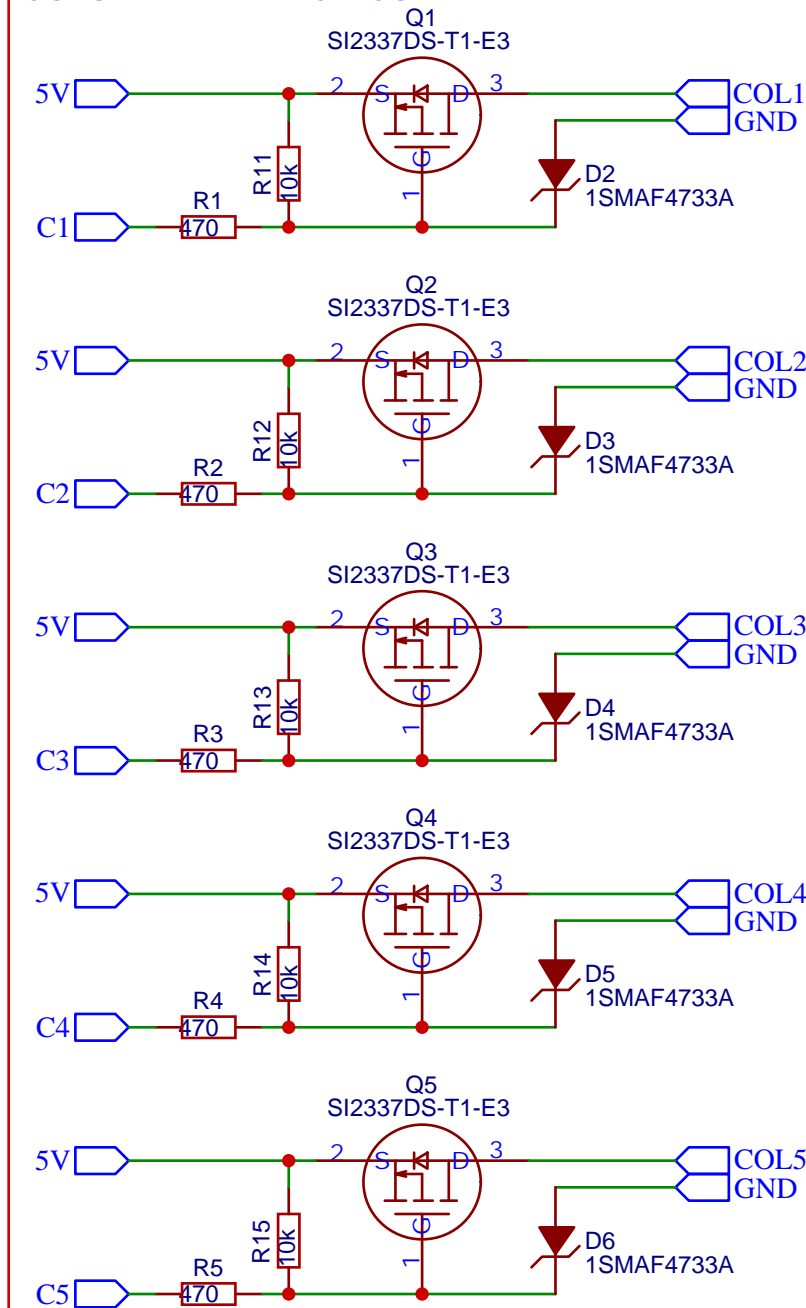 Q1
SI2337DS-T1-E3
5V
2
S
D
3
COL1
GND
G
1
R11
10k
D2
1SMAF4733A
R1
470
C1
Q2
SI2337DS-T1-E3
5V
2
S
D
3
COL2
GND
G
1
R12
10k
D3
1SMAF4733A
R2
470
C2
Q3
SI2337DS-T1-E3
5V
2
S
D
3
COL3
GND
G
1
R13
10k
D4
1SMAF4733A
R3
470
C3
Q4
SI2337DS-T1-E3
5V
2
S
D
3
COL4
GND
G
1
R14
10k
D5
1SMAF4733A
R4
470
C4
Q5
SI2337DS-T1-E3
5V
2
S
D
3
COL5
GND
G
1
R15
10k
D6
1SMAF4733A
R5
470
C5